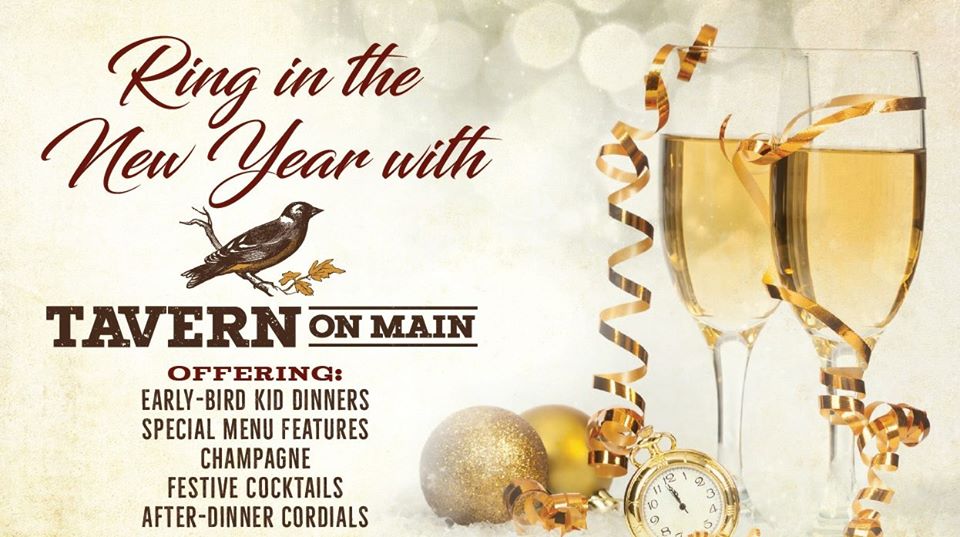 Ring in the
New Year with
TAVERN ON MAIN
OFFERING:
EARLY-BIRD KID DINNERS
SPECIAL MENU FEATURES
CHAMPAGNE
FESTIVE COCKTAILS
AFTER-DINNER CORDIALS